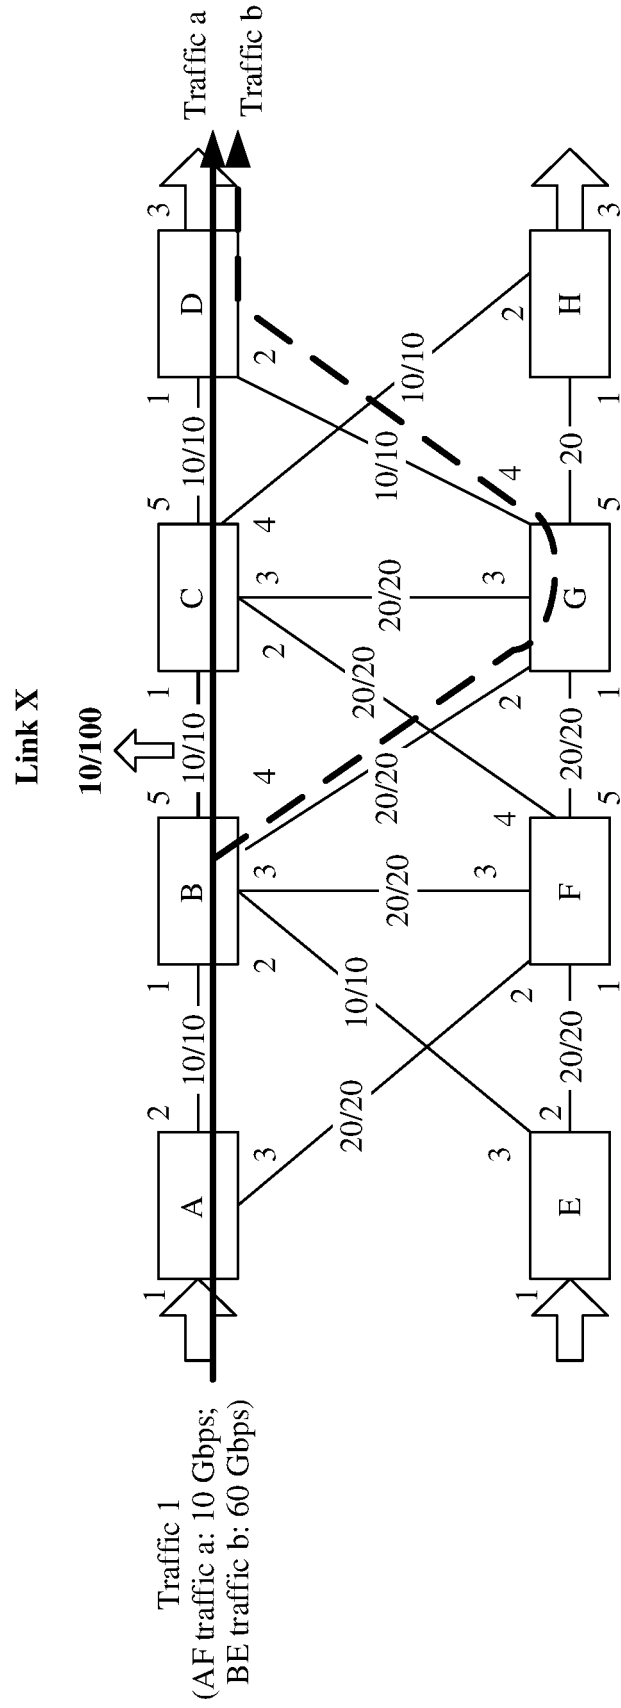 Link X
10/100
1 2 1 5 1 5 1 3
Traffic 1
(AF traffic a: 10 Gbps;
BE traffic b: 60 Gbps)
A 10/10 B 10/10 C 10/10 D
Traffic a
Traffic b
3 2 3 4 2 3 4 2
20/20 10/10 20/20 20/20 20/20 20/20 10/10 10/10
3 2 3 4 2 3 4 2
1 2
E 20/20 F 20/20 G 20 H
1 5 1 5 1 3